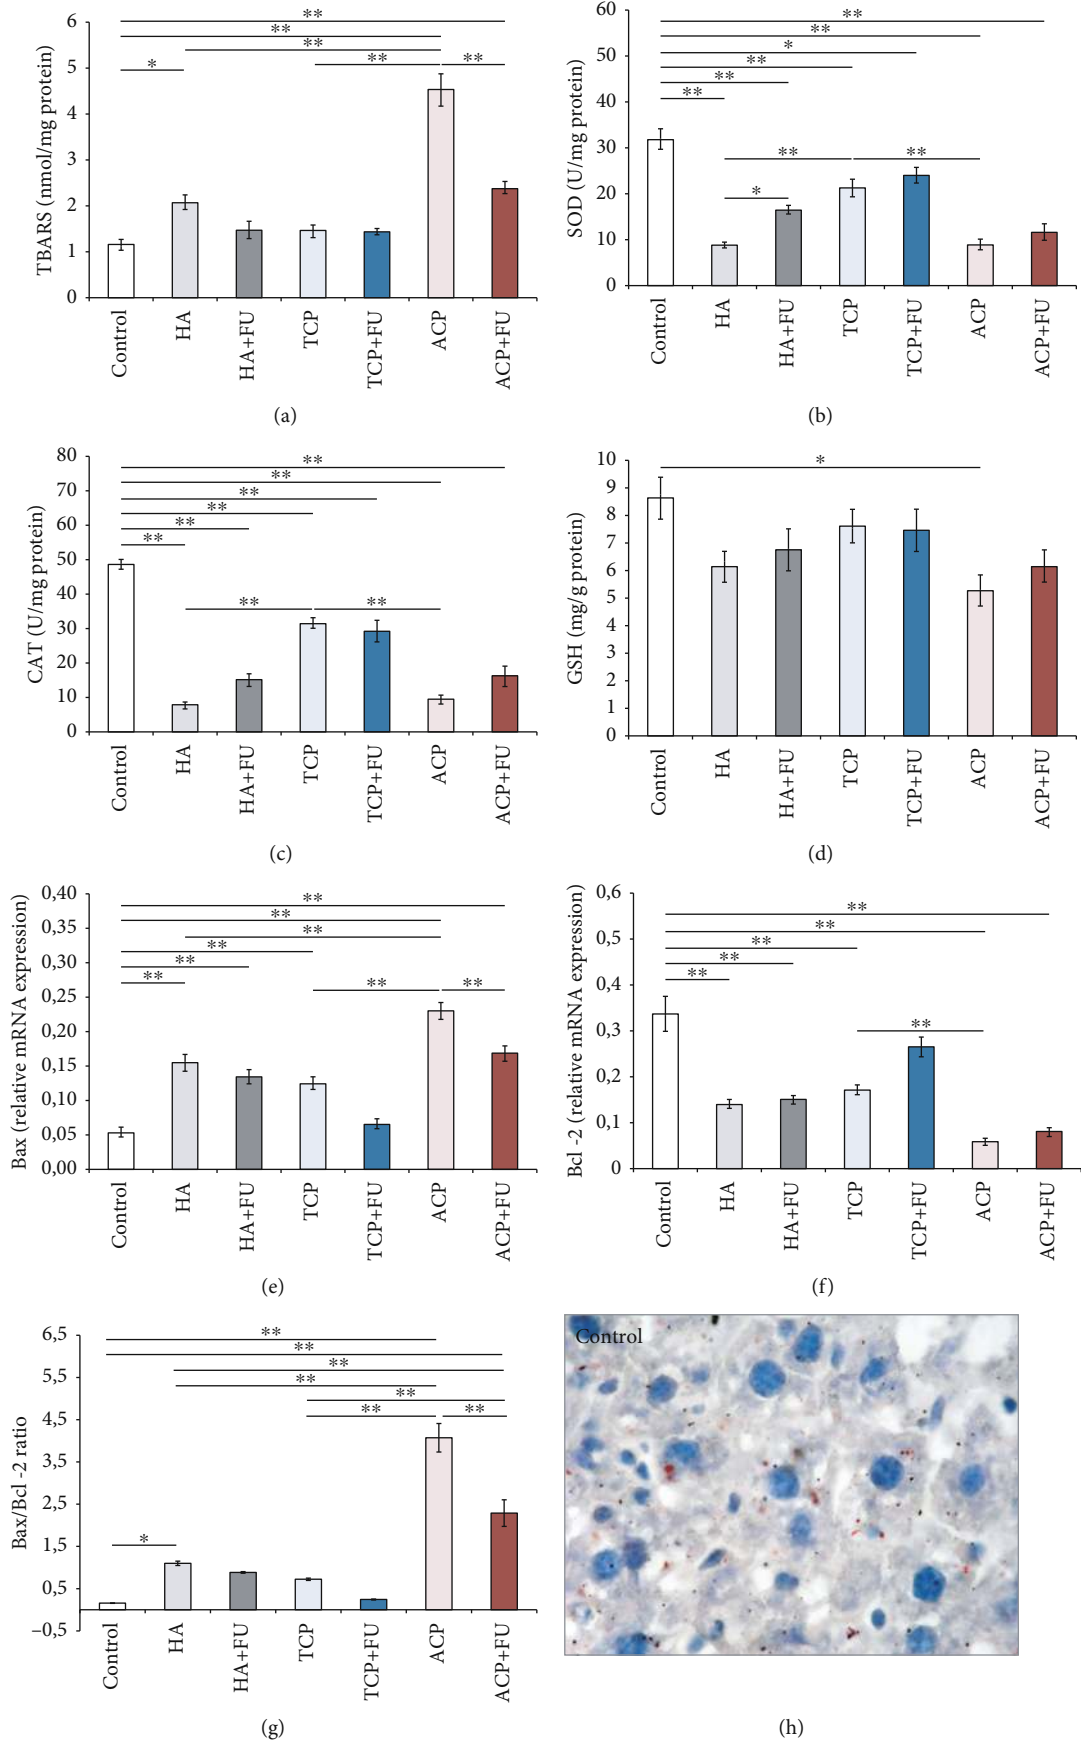 TBARS (nmol/mg protein)
6
5
4
3
2
1
0
** 
**
**
**
**
*
Control
HA
HA+FU
TCP
TCP+FU
ACP
ACP+FU
(a)
SOD (U/mg protein)
60
50
40
30
20
10
0
**
**
*
**
**
**
**
**
*
Control
HA
HA+FU
TCP
TCP+FU
ACP
ACP+FU
(b)
CAT (U/mg protein)
80
70
60
50
40
30
20
10
0
**
**
**
**
**
**
**
**
Control
HA
HA+FU
TCP
TCP+FU
ACP
ACP+FU
(c)
GSH (mg/g protein)
10
9
8
7
6
5
4
3
2
1
0
*
Control
HA
HA+FU
TCP
TCP+FU
ACP
ACP+FU
(d)
Bax (relative mRNA expression)
0,40
0,35
0,30
0,25
0,20
0,15
0,10
0,05
0,00
**
**
**
**
**
**
**
**
Control
HA
HA+FU
TCP
TCP+FU
ACP
ACP+FU
(e)
Bcl -2 (relative mRNA expression)
0,6
0,5
0,4
0,3
0,2
0,1
0
**
**
**
**
**
**
Control
HA
HA+FU
TCP
TCP+FU
ACP
ACP+FU
(f)
Bax/Bcl -2 ratio
6,5
5,5
4,5
3,5
2,5
1,5
0,5
−0,5
**
**
**
**
**
**
**
*
Control
HA
HA+FU
TCP
TCP+FU
ACP
ACP+FU
(g)
Control
(h)